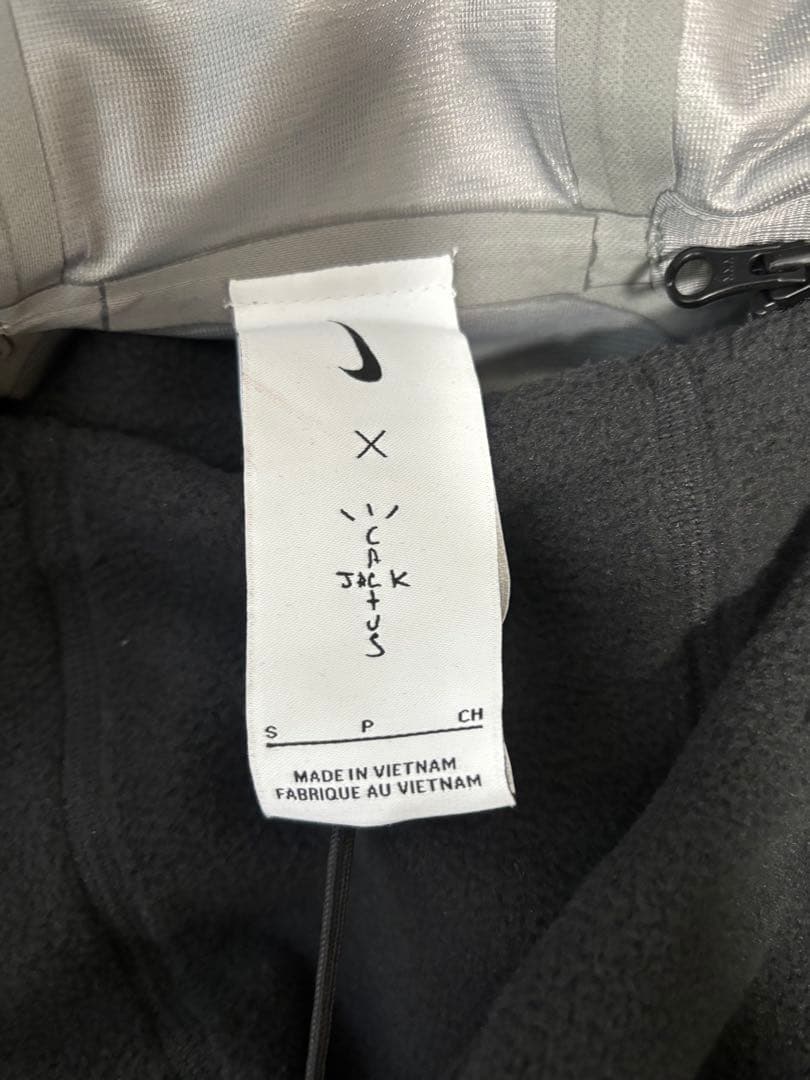 X
CACTUS
JACK
S P CH
MADE IN VIETNAM
FABRIQUE AU VIETNAM